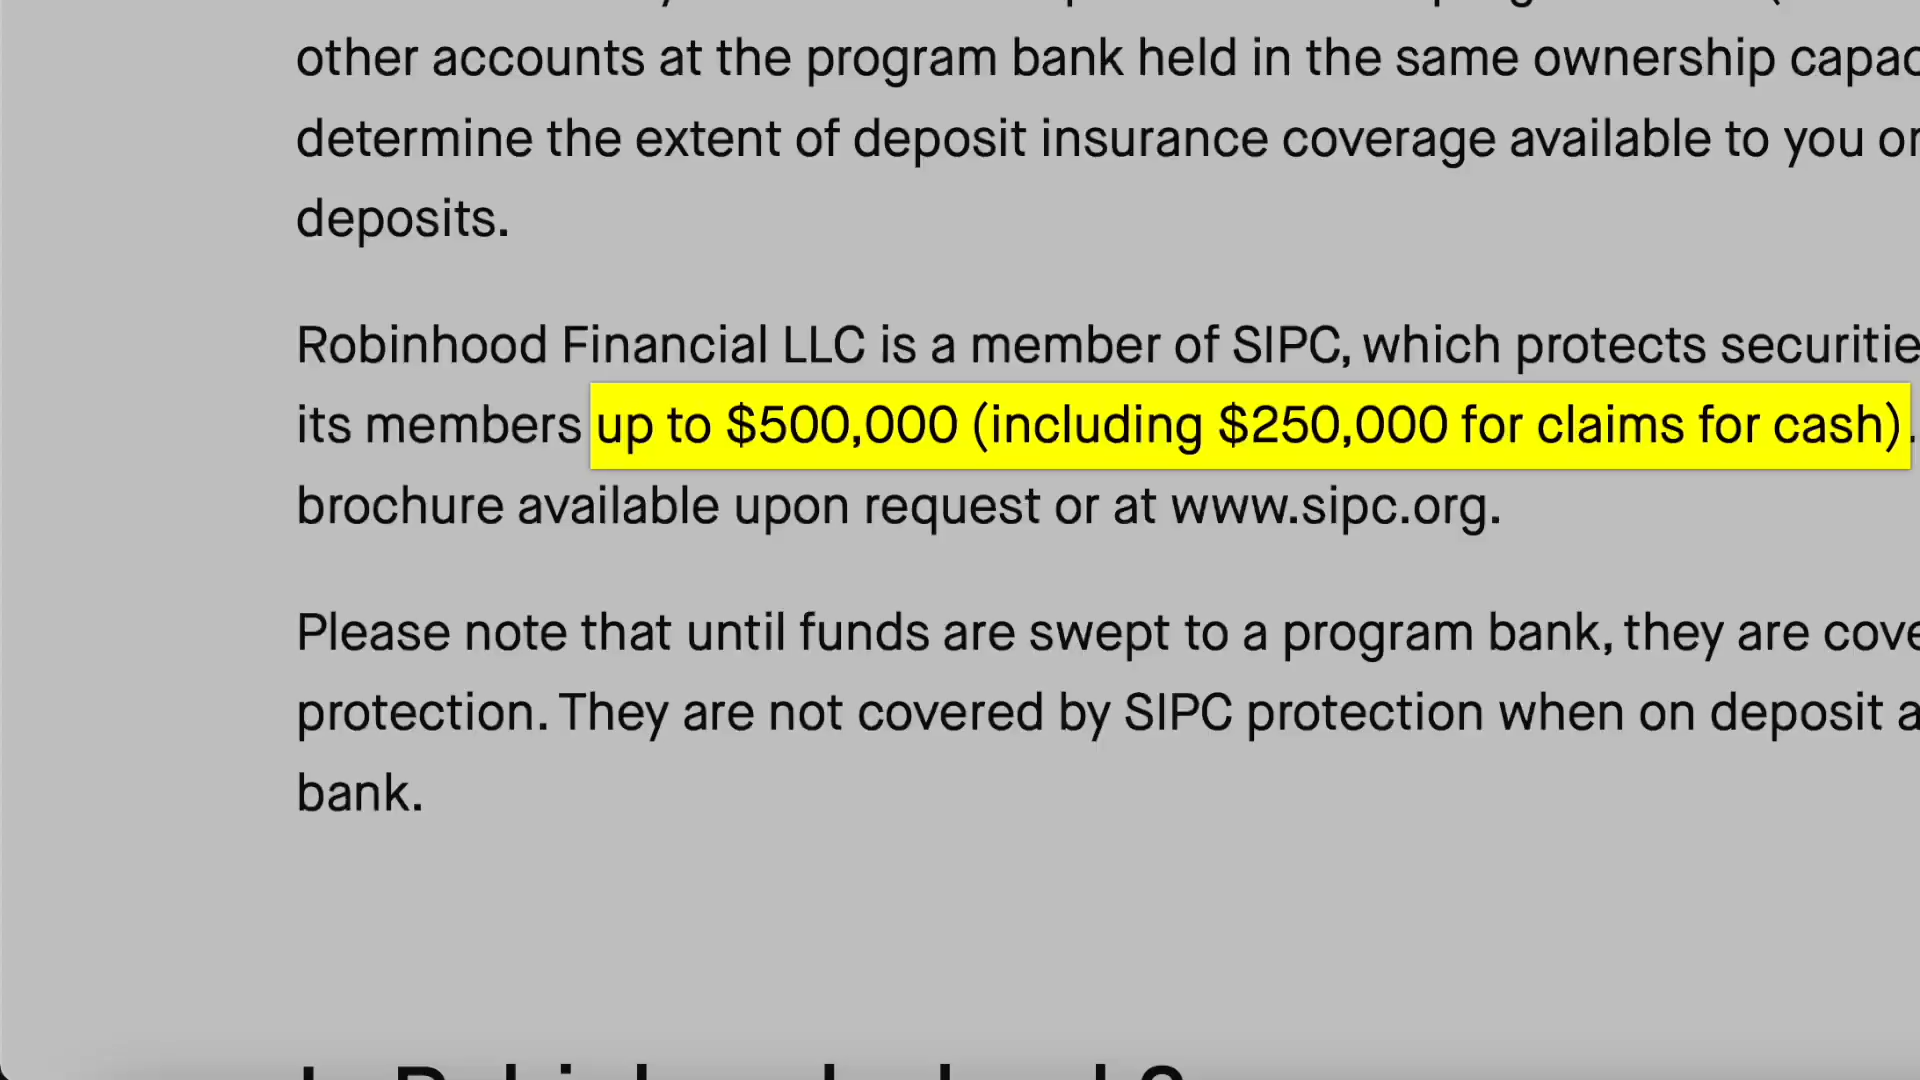 other accounts at the program bank held in the same ownership
determine the extent of deposit insurance coverage available to you
deposits.
Robinhood Financial LLC is a member of SIPC, which protects
its members up to $500,000 (including $250,000 for claims for cash).
brochure available upon request or at www.sipc.org.
Please note that until funds are swept to a program bank, they are
protection. They are not covered by SIPC protection when on deposit
bank.